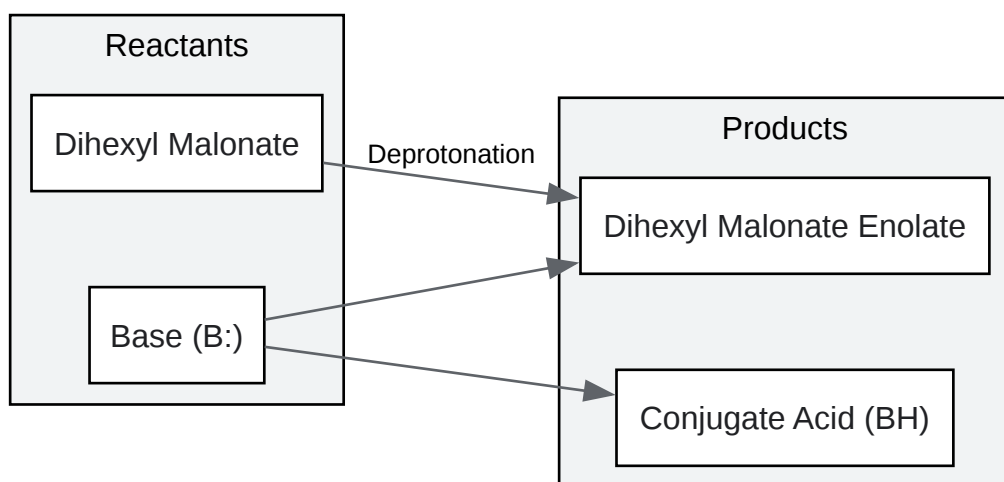 Reactants
Dihexyl Malonate
Base (B:)
Deprotonation
Products
Dihexyl Malonate Enolate
Conjugate Acid (BH)